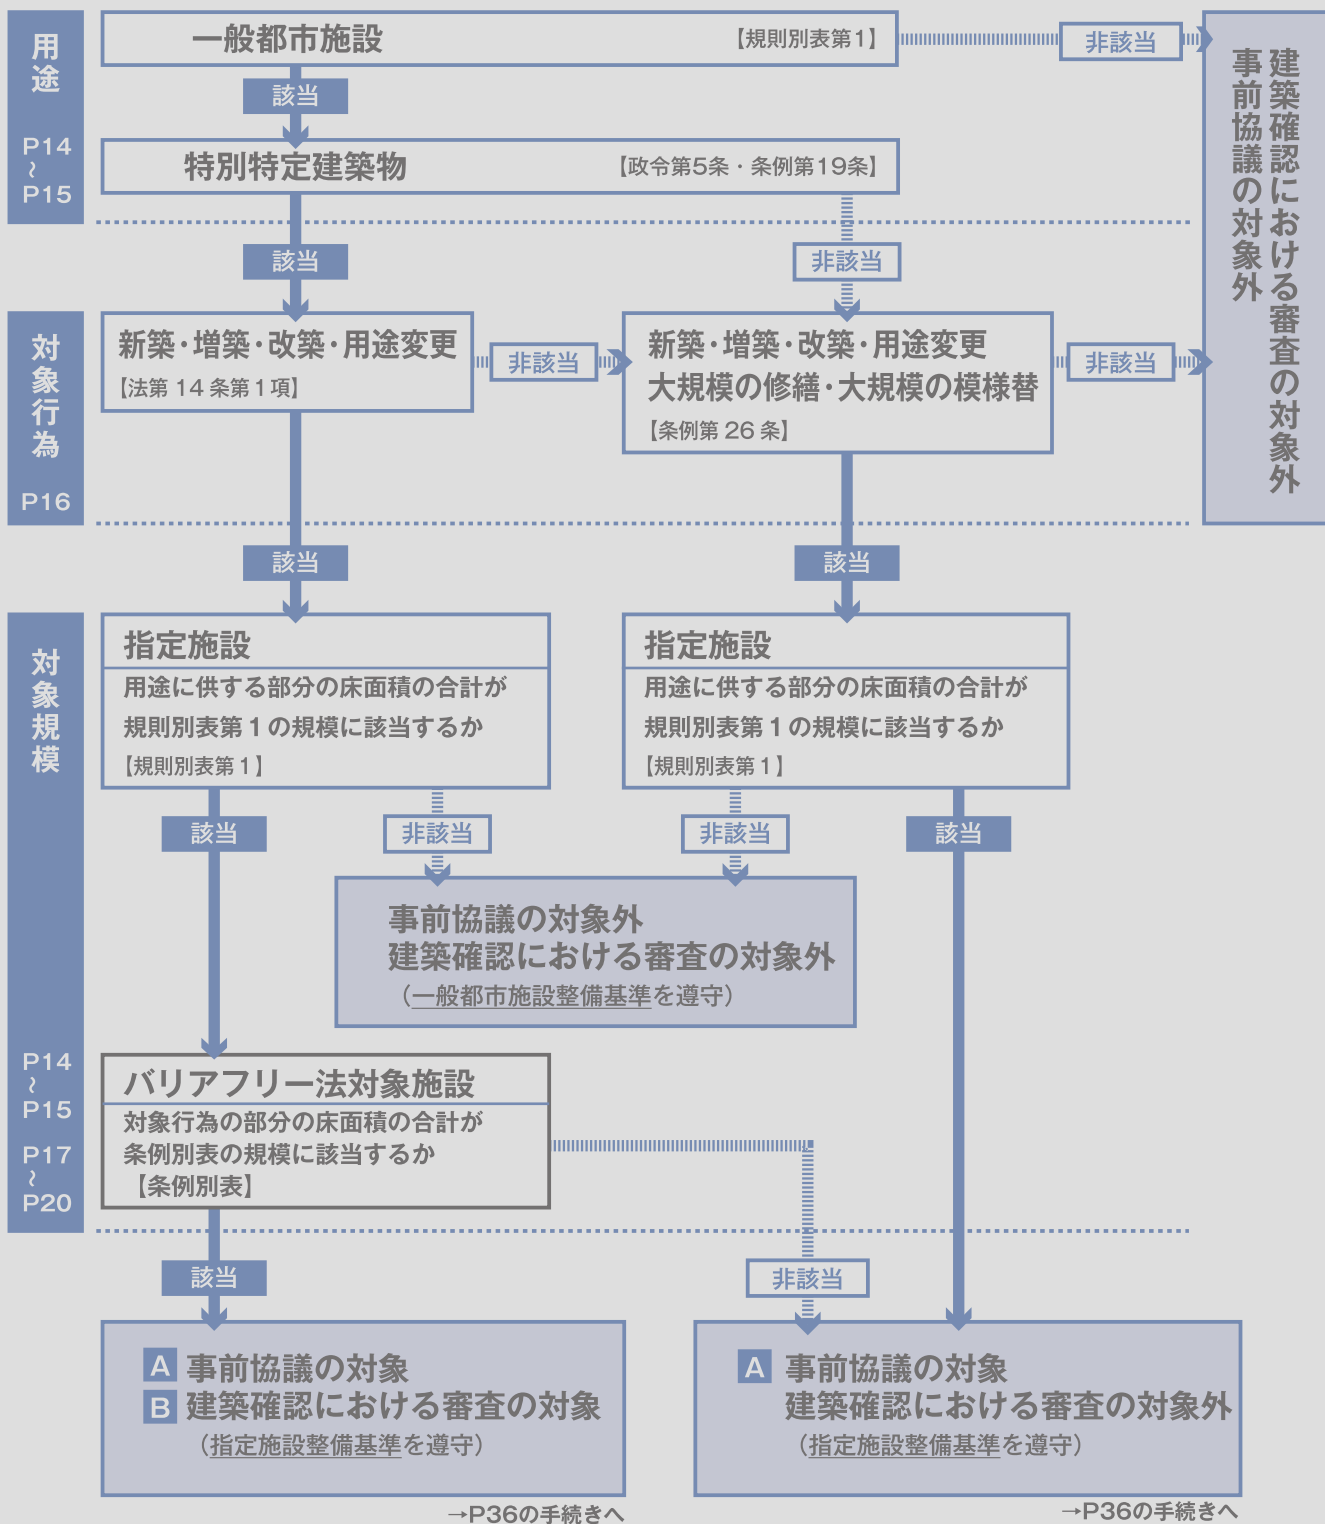 用途
P14
~
P15
一般都市施設
【規則別表第1】
非該当
建築確認における審査の対象外
事前協議の対象外
該当
特別特定建築物
【政令第5条・条例第19条】
該当
非該当
対象行為
P16
新築・増築・改築・用途変更
【法第14条第1項】
非該当
新築・増築・改築・用途変更
大規模の修繕・大規模の模様替
【条例第26条】
非該当
該当
該当
対象規模
P14
~
P15
P17
~
P20
指定施設
用途に供する部分の床面積の合計が
規則別表第1の規模に該当するか
【規則別表第1】
指定施設
用途に供する部分の床面積の合計が
規則別表第1の規模に該当するか
【規則別表第1】
該当
非該当
非該当
該当
事前協議の対象外
建築確認における審査の対象外
（一般都市施設整備基準を遵守）
バリアフリー法対象施設
対象行為の部分の床面積の合計が
条例別表の規模に該当するか
【条例別表】
該当
非該当
A 事前協議の対象
B 建築確認における審査の対象
（指定施設整備基準を遵守）
→P36の手続きへ
A 事前協議の対象
建築確認における審査の対象外
（指定施設整備基準を遵守）
→P36の手続きへ